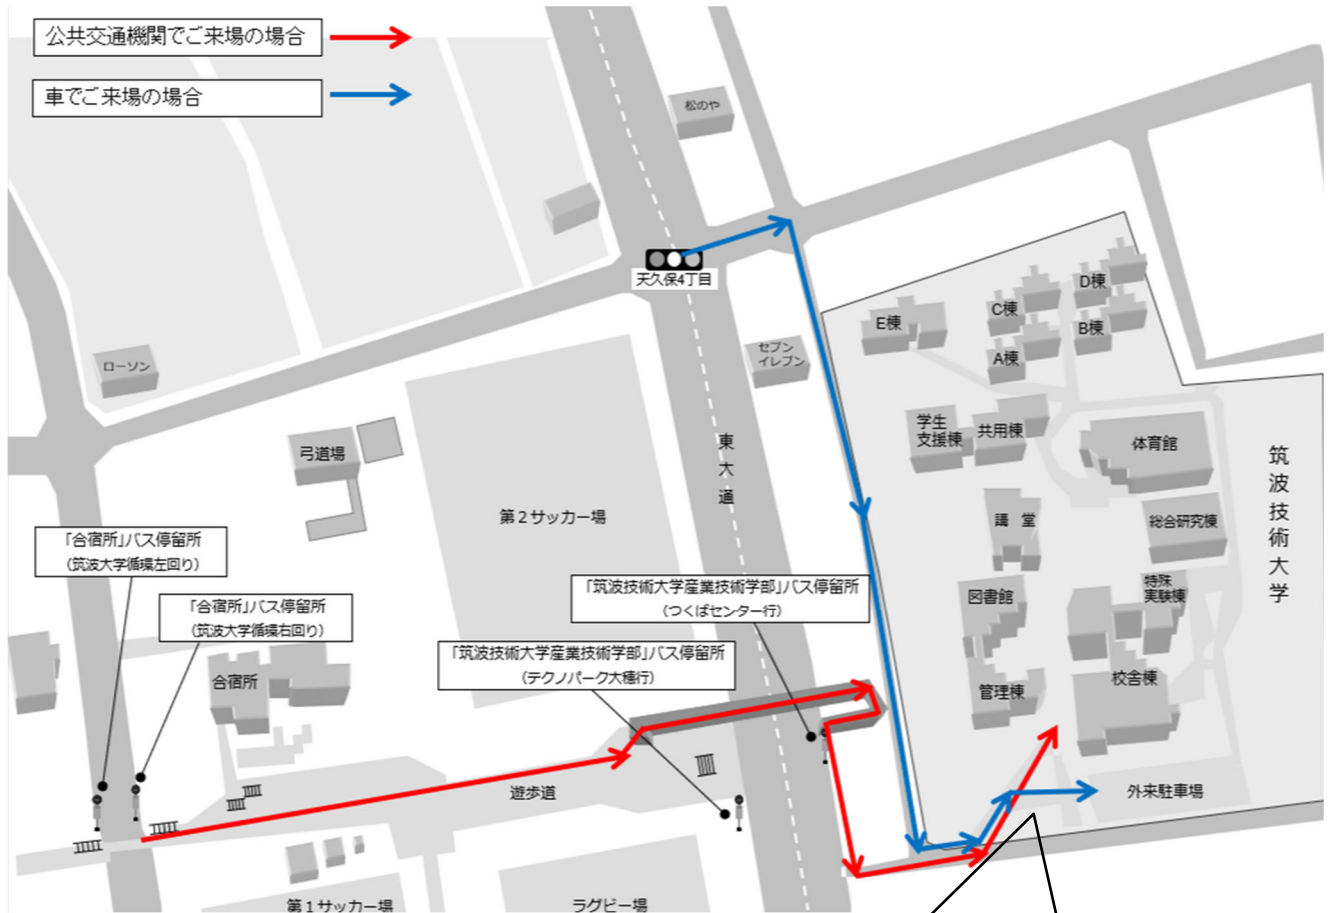 公共交通機関でご来場の場合
車でご来場の場合
松のや
天久保4丁目
ローソン
セブン
イレブン
E棟
C棟
D棟
A棟
B棟
弓道場
東大通
学生
支援棟
共用棟
体育館
筑波技術大学
第2サッカー場
講 堂
総合研究棟
「合宿所」バス停留所
(筑波大学循環左回り)
「合宿所」バス停留所
(筑波大学循環右回り)
「筑波技術大学産業技術学部」バス停留所
(つくばセンター行)
「筑波技術大学産業技術学部」バス停留所
(テクノパーク大穂行)
図書館
特殊
実験棟
合宿所
管理棟
校舎棟
遊歩道
外来駐車場
第1サッカー場
ラグビー場